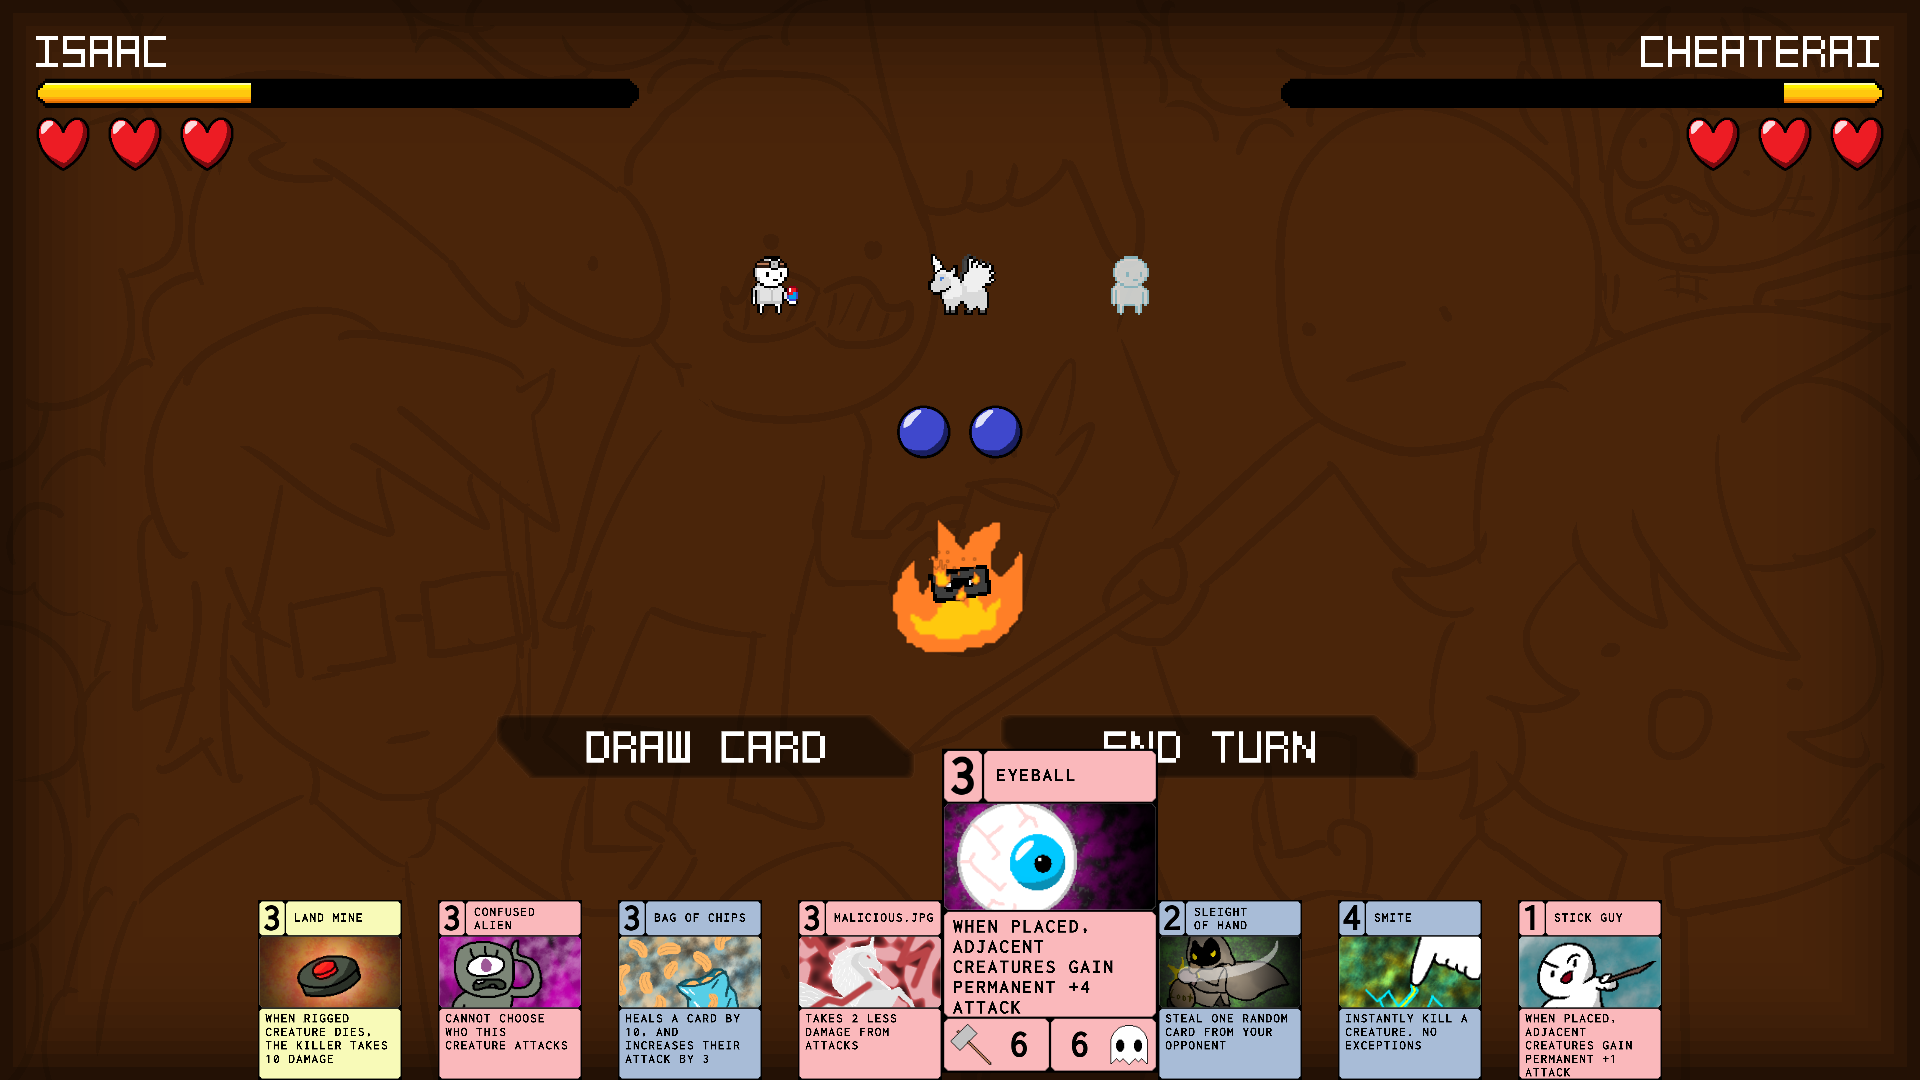 ISAAC
CHEATERAI
DRAW CARD
END TURN
3 LAND MINE
WHEN RIGGED
CREATURE DIES,
THE KILLER TAKES
10 DAMAGE
3 CONFUSED
ALIEN
CANNOT CHOOSE
WHO THIS
CREATURE ATTACKS
3 BAG OF CHIPS
HEALS A CARD BY
10, AND
INCREASES THEIR
ATTACK BY 3
3 MALICIOUS.JPG
TAKES 2 LESS
DAMAGE FROM
ATTACKS
3 EYEBALL
WHEN PLACED,
ADJACENT
CREATURES GAIN
PERMANENT +4
ATTACK
6 6
2 SLEIGHT
OF HAND
STEAL ONE RANDOM
CARD FROM YOUR
OPPONENT
4 SMITE
INSTANTLY KILL A
CREATURE. NO
EXCEPTIONS
1 STICK GUY
WHEN PLACED,
ADJACENT
CREATURES GAIN
PERMANENT +1
ATTACK